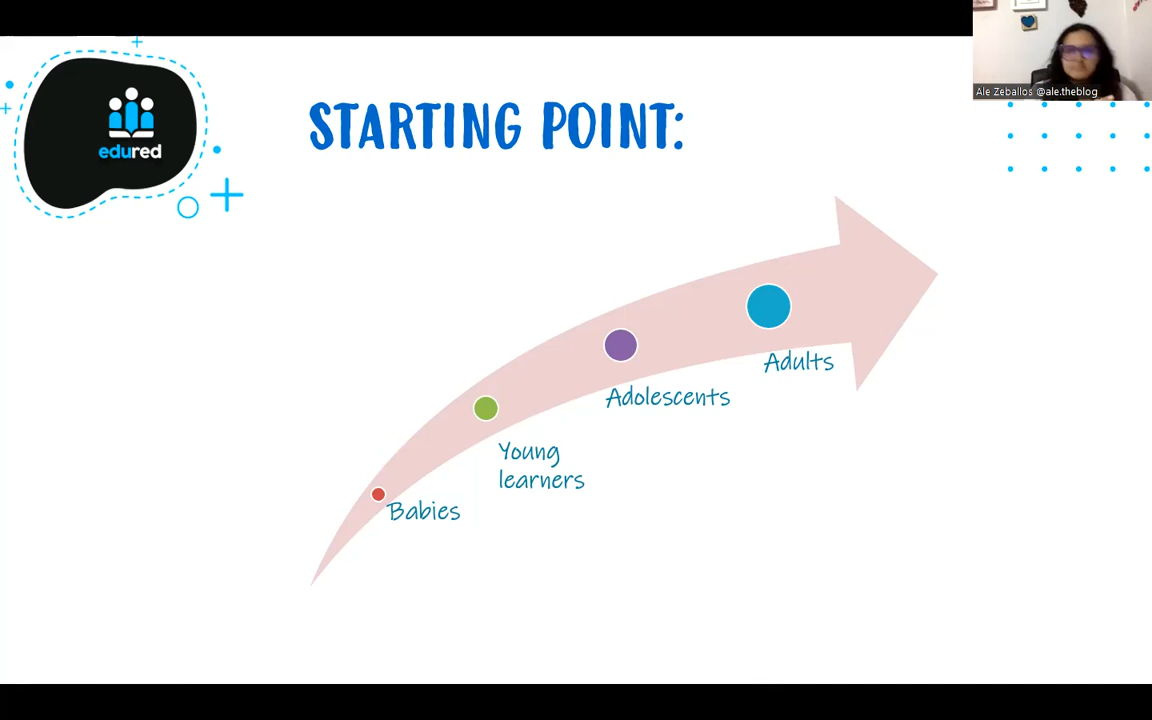 Ale Zeballos @ale.theblog
edured
STARTING POINT:
Adults
Adolescents
Young
learners
Babies